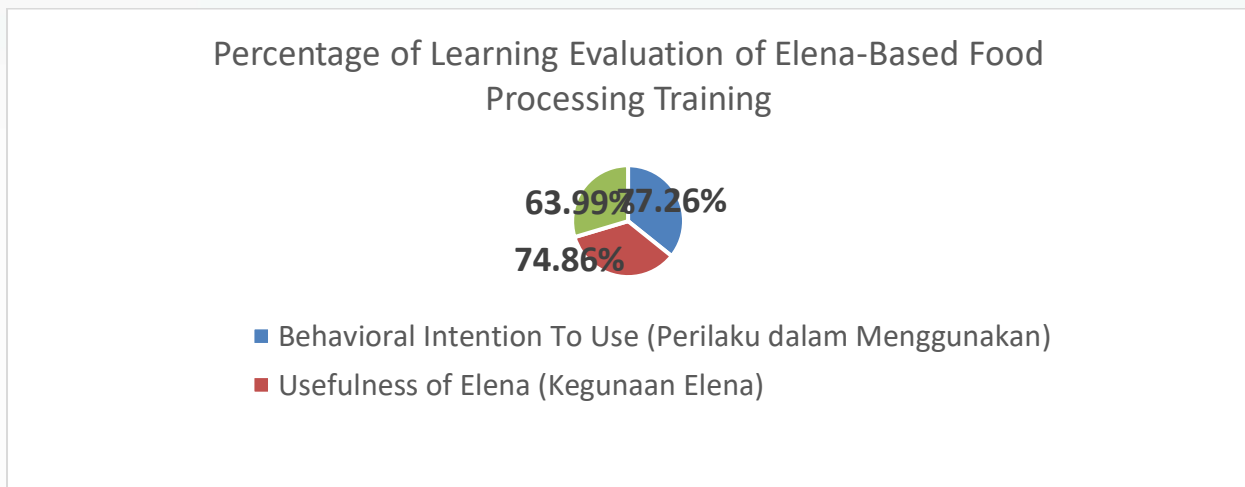 Percentage of Learning Evaluation of Elena-Based Food
Processing Training
63.99% 77.26%
74.86%
Behavioral Intention To Use (Perilaku dalam Menggunakan)
Usefulness of Elena (Kegunaan Elena)